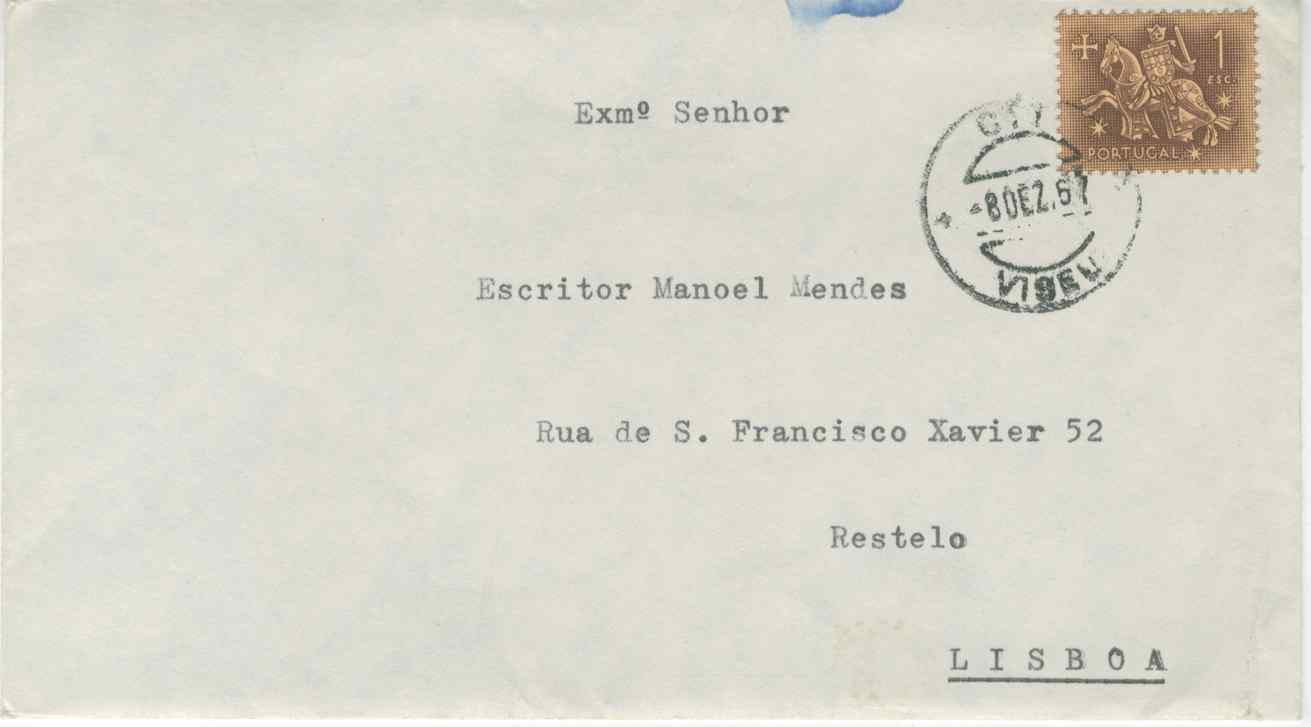 1
ESC.
PORTUGAL
CTT
-8 DEZ. 67
VISEU
Exmº Senhor
Escritor Manoel Mendes
Rua de S. Francisco Xavier 52
Restelo
LISBOA